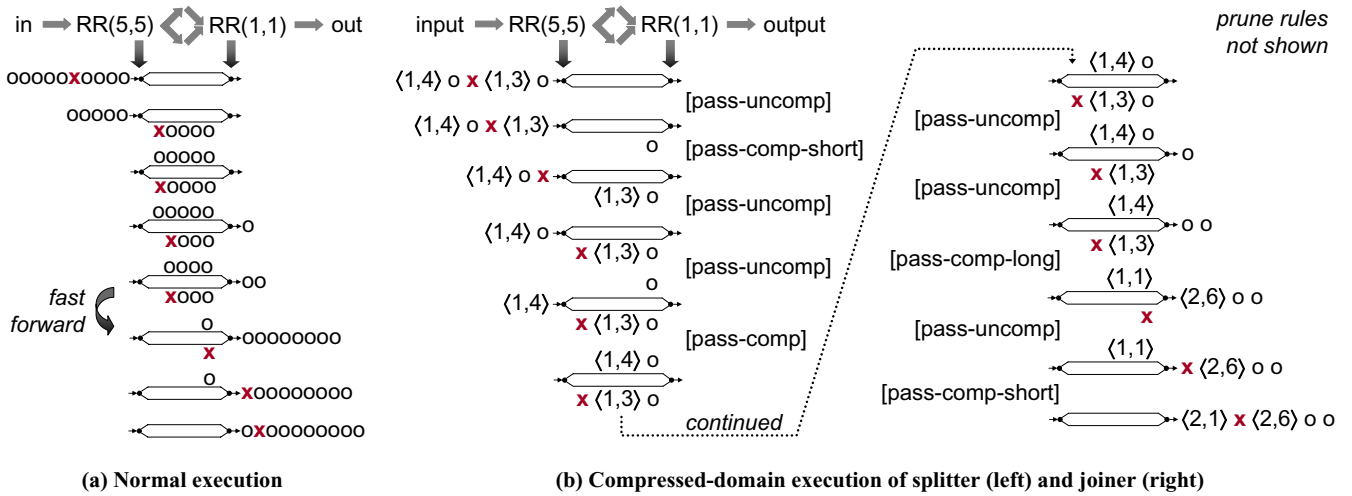 in RR(5,5) RR(1,1) out
oooooxoooo
ooooo
xoooo
ooooo
xoooo
ooooo
o
xooo
oooo
oo
xooo
fast
forward
o
oooooooo
x
o
xoooooooo
oxoooooooo
(a) Normal execution
input RR(5,5) RR(1,1) output
⟨1,4⟩ o x ⟨1,3⟩ o
[pass-uncomp]
⟨1,4⟩ o x ⟨1,3⟩
o
[pass-comp-short]
⟨1,4⟩ o x
⟨1,3⟩ o
[pass-uncomp]
⟨1,4⟩ o
x ⟨1,3⟩ o
[pass-uncomp]
o
⟨1,4⟩
x ⟨1,3⟩ o
[pass-comp]
⟨1,4⟩ o
x ⟨1,3⟩ o
continued
prune rules
not shown
⟨1,4⟩ o
x ⟨1,3⟩ o
[pass-uncomp]
⟨1,4⟩ o
o
x ⟨1,3⟩
[pass-uncomp]
⟨1,4⟩
o o
x ⟨1,3⟩
[pass-comp-long]
⟨1,1⟩
⟨2,6⟩ o o
x
[pass-uncomp]
⟨1,1⟩
x ⟨2,6⟩ o o
[pass-comp-short]
⟨2,1⟩ x ⟨2,6⟩ o o
(b) Compressed-domain execution of splitter (left) and joiner (right)